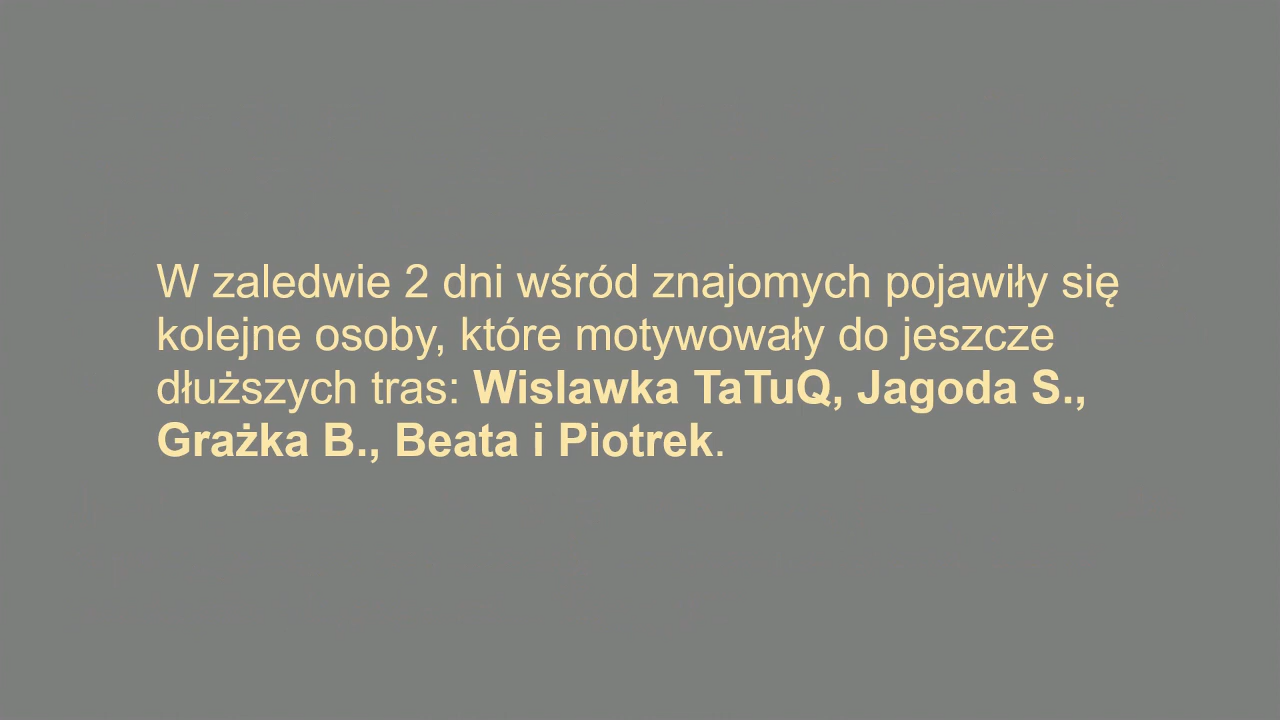 W zaledwie 2 dni wśród znajomych pojawiły się
kolejne osoby, które motywowały do jeszcze
dłuższych tras: Wislawka TaTuQ, Jagoda S.,
Grażka B., Beata i Piotrek.